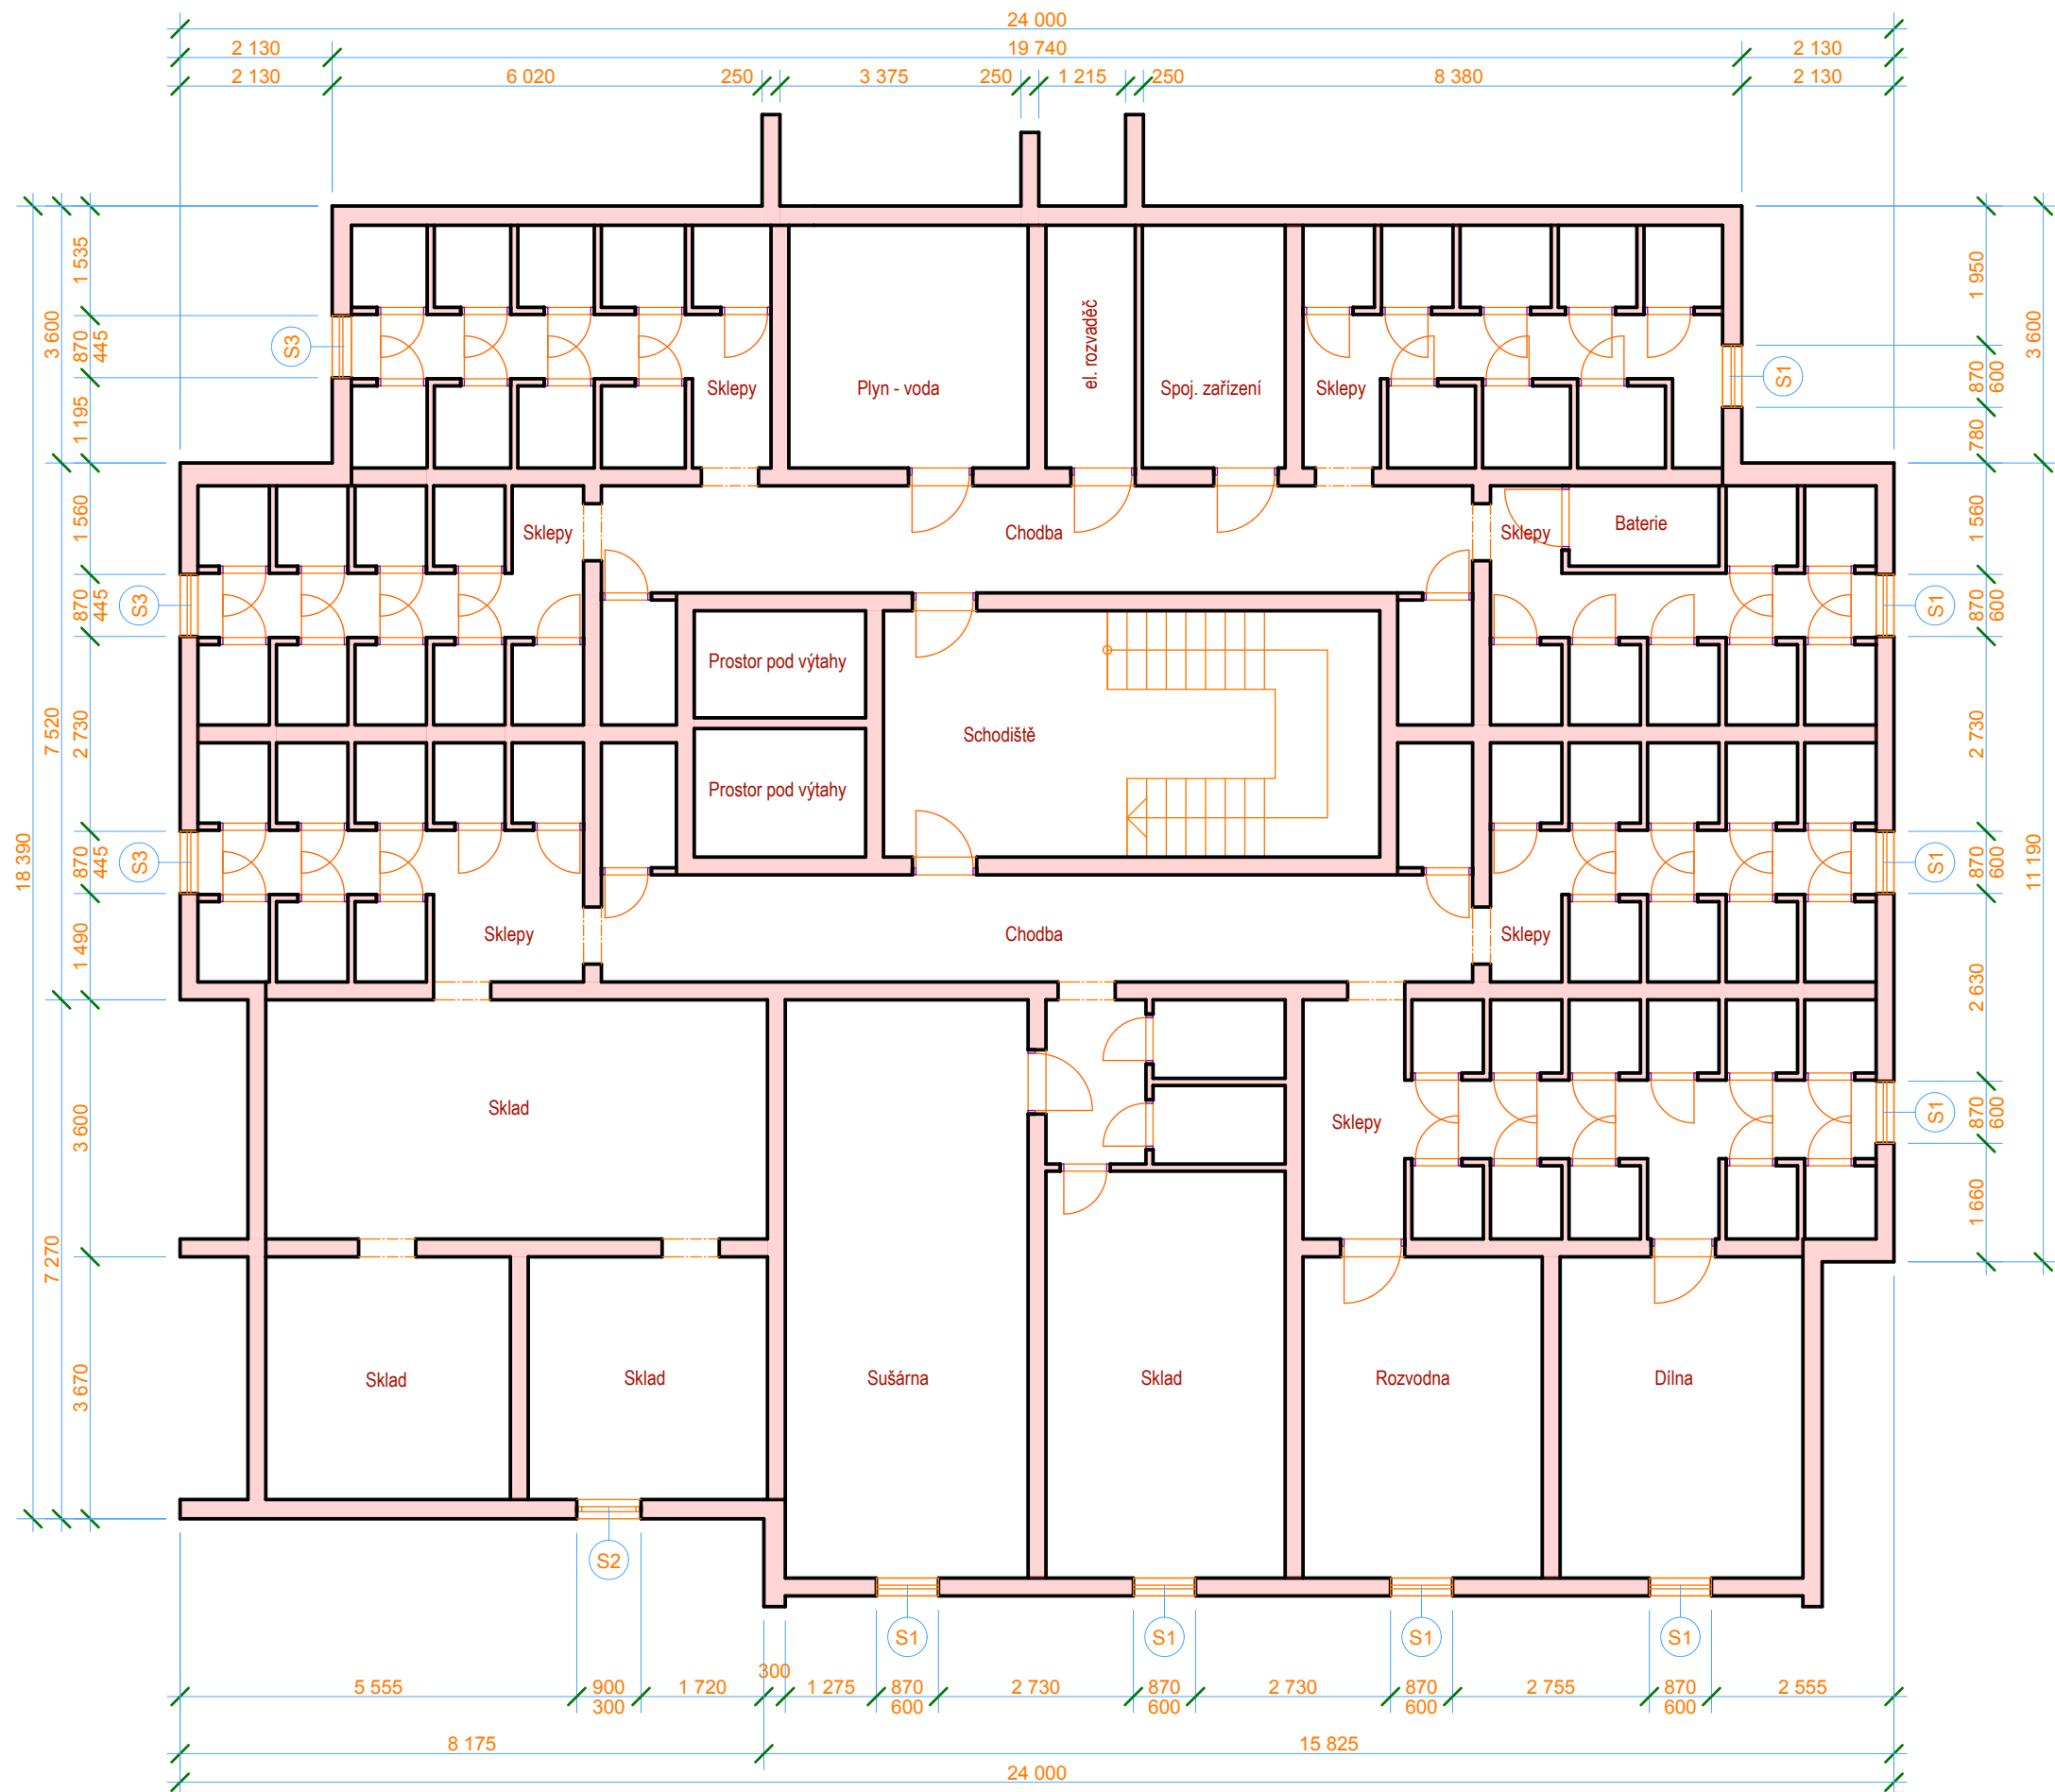 24 000
2 130
19 740
2 130
2 130
6 020
250
3 375
250
1 215
250
8 380
2 130
18 390
3 600
7 520
7 270
1 535
870
445
1 195
1 560
870
445
2 730
870
445
1 490
3 600
3 670
S3
S3
S3
Sklepy
Plyn - voda
el. rozvaděč
Spoj. zařízení
Sklepy
S1
Sklepy
Chodba
Sklepy
Baterie
S1
Prostor pod výtahy
Schodiště
Prostor pod výtahy
S1
Sklepy
Chodba
Sklepy
Sklad
Sklepy
S1
Sklad
Sklad
Sušárna
Sklad
Rozvodna
Dílna
S2
S1
S1
S1
S1
1 950
870
600
780
1 560
870
600
2 730
870
600
2 630
870
600
1 660
3 600
11 190
5 555
900
300
1 720
300
1 275
870
600
2 730
870
600
2 730
870
600
2 755
870
600
2 555
8 175
15 825
24 000